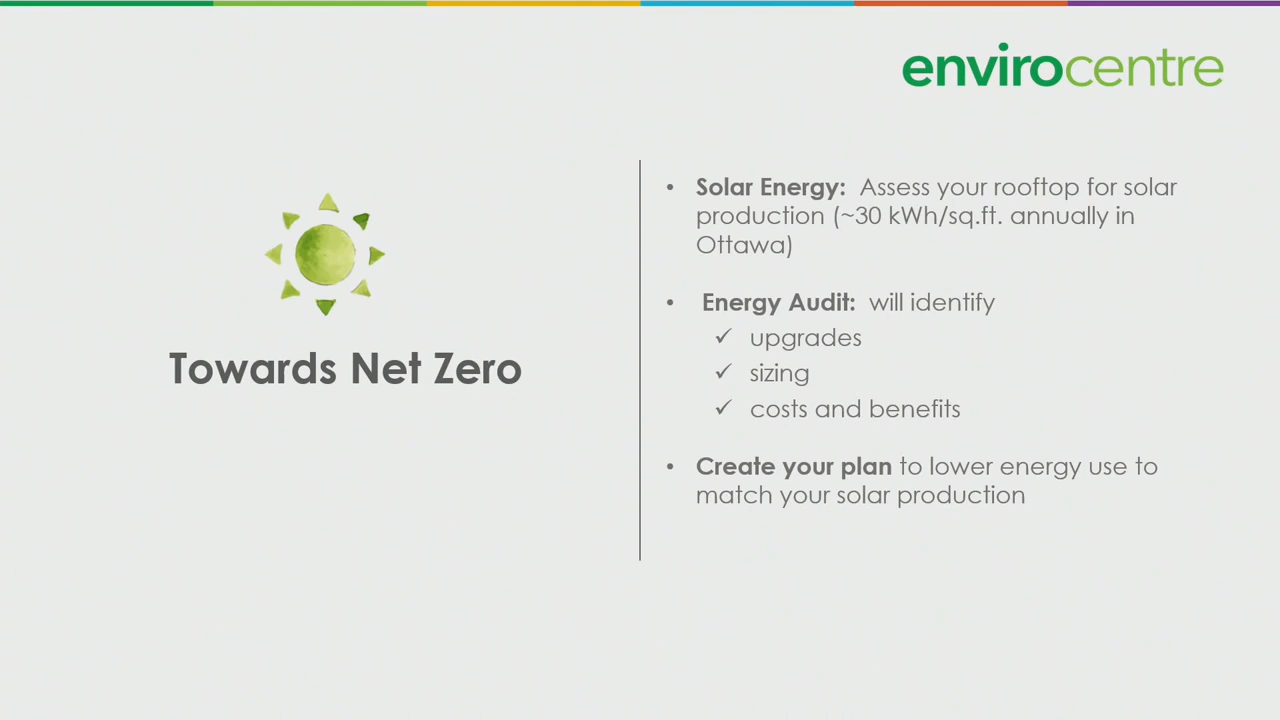 envirocentre
Towards Net Zero
• Solar Energy: Assess your rooftop for solar
production (~30 kWh/sq.ft. annually in
Ottawa)
• Energy Audit: will identify
✓ upgrades
✓ sizing
✓ costs and benefits
• Create your plan to lower energy use to
match your solar production